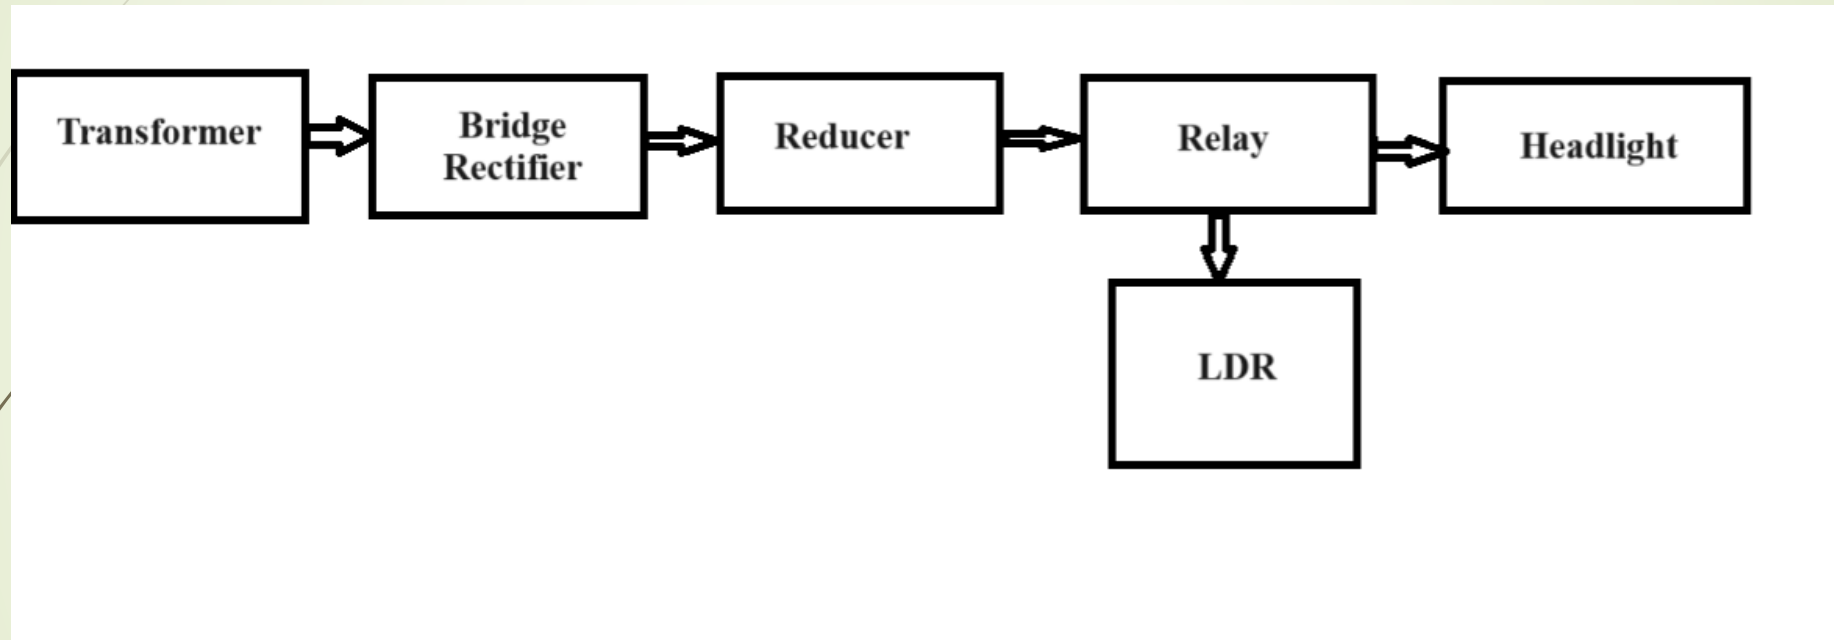 Transformer
Bridge
Rectifier
Reducer
Relay
Headlight
LDR